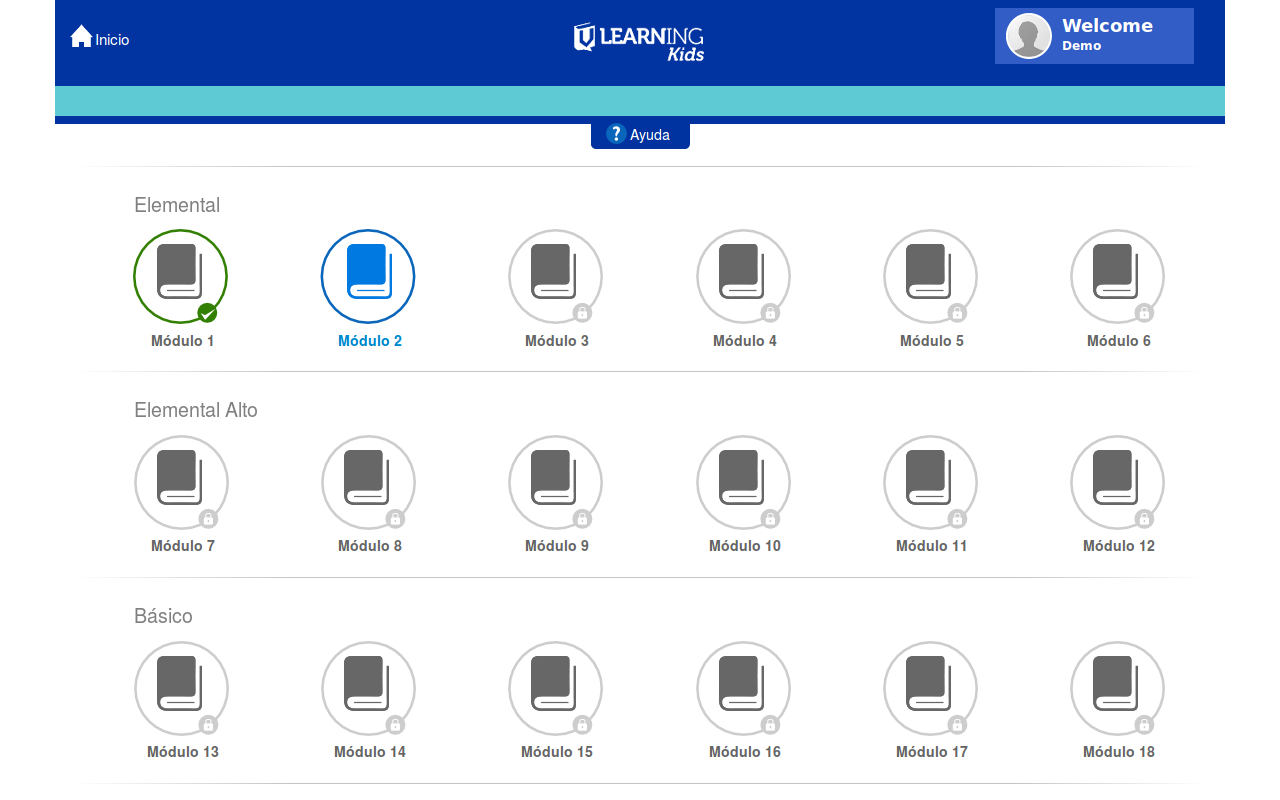 Inicio
LEARNING
Kids
Welcome
Demo
? Ayuda
Elemental
Módulo 1 Módulo 2 Módulo 3 Módulo 4 Módulo 5 Módulo 6
Elemental Alto
Módulo 7 Módulo 8 Módulo 9 Módulo 10 Módulo 11 Módulo 12
Básico
Módulo 13 Módulo 14 Módulo 15 Módulo 16 Módulo 17 Módulo 18